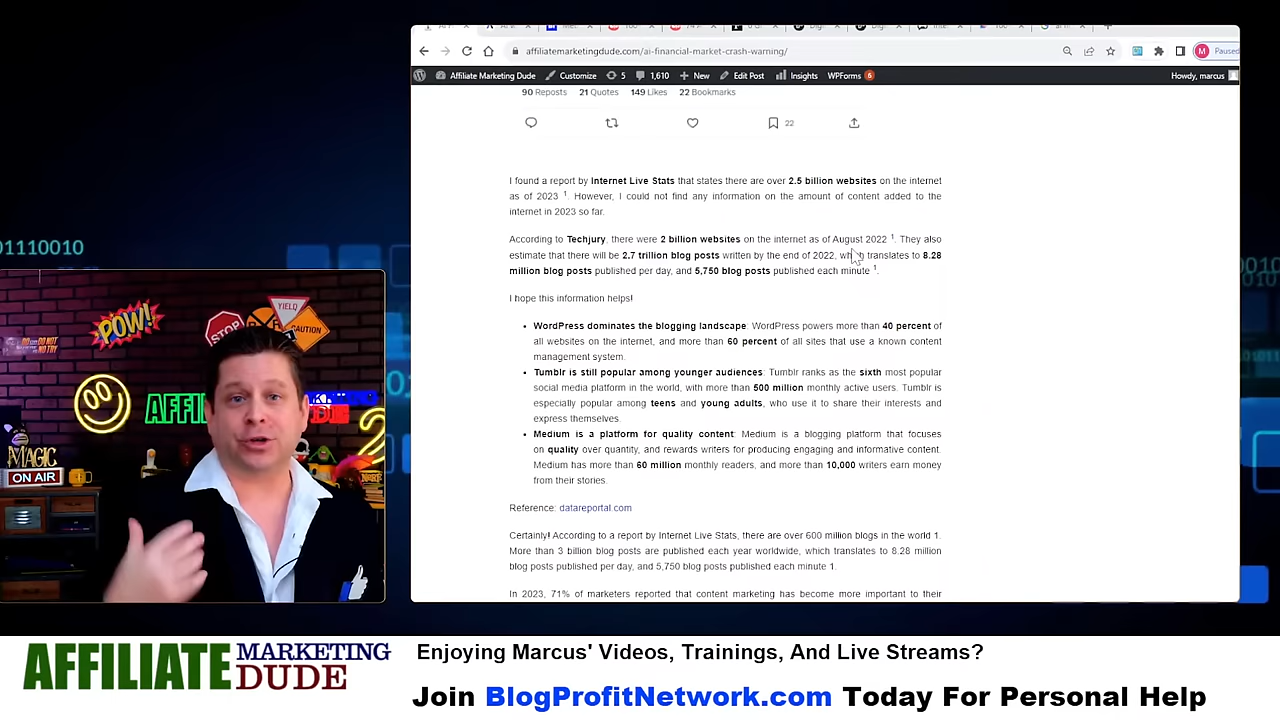 affiliatemarketingdude.com/ai-financial-market-crash-warning/
Paused
Affiliate Marketing Dude Customize 5 1,610 New Edit Post Insights WPForms 6 Howdy, marcus
90 Reposts 21 Quotes 149 Likes 22 Bookmarks
22
I found a report by Internet Live Stats that states there are over 2.5 billion websites on the internet
as of 2023 1. However, I could not find any information on the amount of content added to the
internet in 2023 so far.
According to Techjury, there were 2 billion websites on the internet as of August 2022 1. They also
estimate that there will be 2.7 trillion blog posts written by the end of 2022, which translates to 8.28
million blog posts published per day, and 5,750 blog posts published each minute 1.
I hope this information helps!
• WordPress dominates the blogging landscape: WordPress powers more than 40 percent of
all websites on the internet, and more than 60 percent of all sites that use a known content
management system.
• Tumblr is still popular among younger audiences: Tumblr ranks as the sixth most popular
social media platform in the world, with more than 500 million monthly active users. Tumblr is
especially popular among teens and young adults, who use it to share their interests and
express themselves.
• Medium is a platform for quality content: Medium is a blogging platform that focuses
on quality over quantity, and rewards writers for producing engaging and informative content.
Medium has more than 60 million monthly readers, and more than 10,000 writers earn money
from their stories.
Reference: datareportal.com
Certainly! According to a report by Internet Live Stats, there are over 600 million blogs in the world 1.
More than 3 billion blog posts are published each year worldwide, which translates to 8.28 million
blog posts published per day, and 5,750 blog posts published each minute 1.
In 2023, 71% of marketers reported that content marketing has become more important to their
01110010
POW!
YIELD
STOP
CAUTION
AFFI
MAGIC
ON AIR
AFFILIATE MARKETING DUDE
Enjoying Marcus' Videos, Trainings, And Live Streams?
Join BlogProfitNetwork.com Today For Personal Help